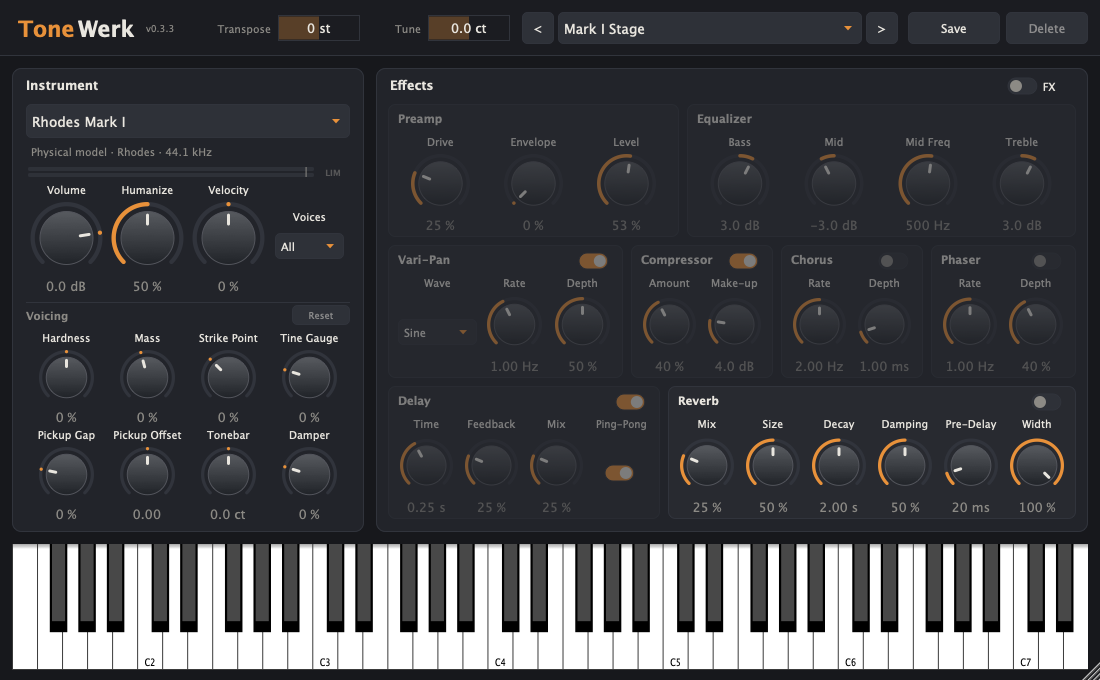 ToneWerk v0.3.3 Transpose 0 st Tune 0.0 ct < Mark I Stage > Save Delete
Instrument
Rhodes Mark I
Physical model · Rhodes · 44.1 kHz
LIM
Volume Humanize Velocity
Voices
All
0.0 dB 50 % 0 %
Voicing Reset
Hardness Mass Strike Point Tine Gauge
0 % 0 % 0 % 0 %
Pickup Gap Pickup Offset Tonebar Damper
0 % 0.00 0.0 ct 0 %
Effects FX
Preamp
Drive Envelope Level
25 % 0 % 53 %
Equalizer
Bass Mid Mid Freq Treble
3.0 dB -3.0 dB 500 Hz 3.0 dB
Vari-Pan
Wave Rate Depth
Sine
1.00 Hz 50 %
Compressor
Amount Make-up
40 % 4.0 dB
Chorus
Rate Depth
2.00 Hz 1.00 ms
Phaser
Rate Depth
1.00 Hz 40 %
Delay
Time Feedback Mix Ping-Pong
0.25 s 25 % 25 %
Reverb
Mix Size Decay Damping Pre-Delay Width
25 % 50 % 2.00 s 50 % 20 ms 100 %
C2 C3 C4 C5 C6 C7